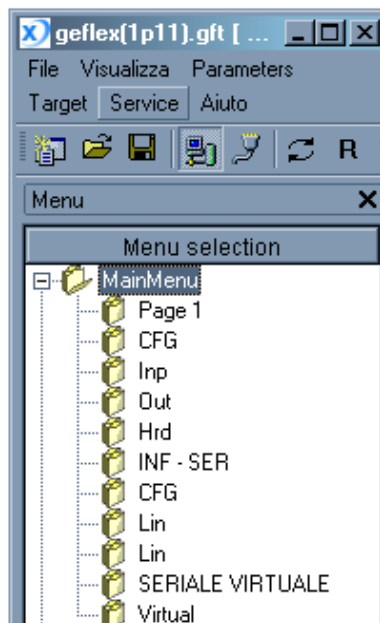 geflex(1p11).gft [ ...
File Visualizza Parameters
Target Service Aiuto
R
Menu
Menu selection
MainMenu
Page 1
CFG
Inp
Out
Hrd
INF - SER
CFG
Lin
Lin
SERIALE VIRTUALE
Virtual